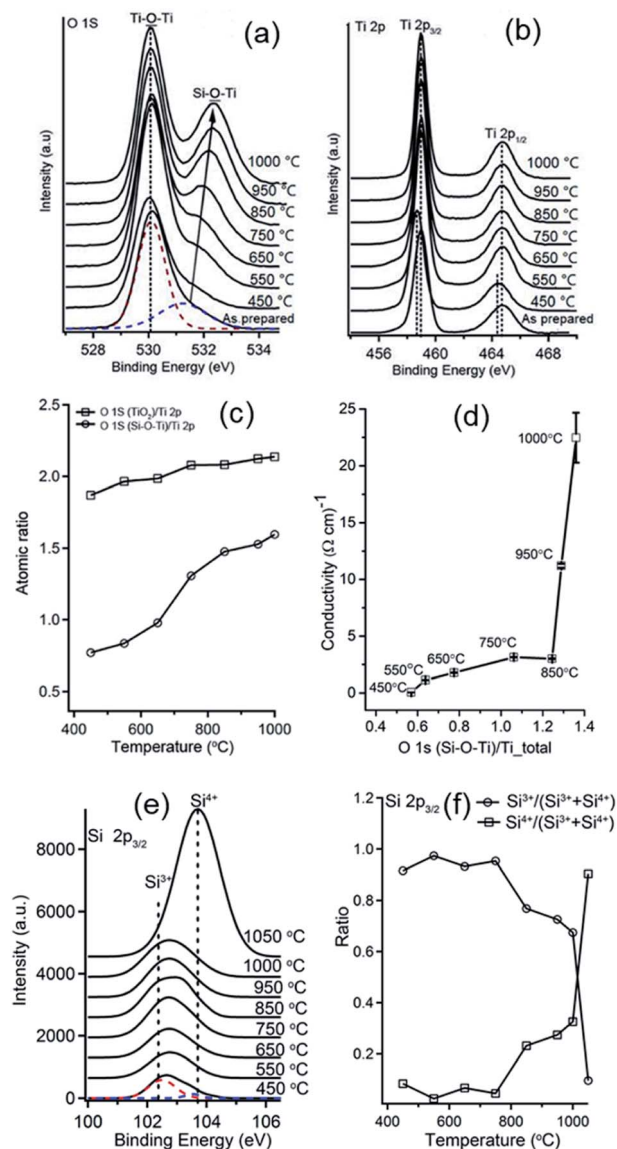 O 1S
Ti-O-Ti
(a)
Si-O-Ti
1000 °C
950 °C
850 °C
750 °C
650 °C
550 °C
450 °C
As prepared
Intensity (a.u)
528 530 532 534
Binding Energy (eV)
Ti 2p Ti 2p3/2
(b)
Ti 2p1/2
1000 °C
950 °C
850 °C
750 °C
650 °C
550 °C
450 °C
As prepared
Intensity (a.u)
456 460 464 468
Binding Energy (eV)
(c)
O 1S (TiO2)/Ti 2p
O 1S (Si-O-Ti)/Ti 2p
2.5
2.0
1.5
1.0
0.5
Atomic ratio
400 600 800 1000
Temperature (°C)
(d)
25
20
15
10
5
0
Conductivity (Ω cm)-1
1000°C
950°C
750°C
650°C
550°C
450°C
850°C
0.4 0.6 0.8 1.0 1.2 1.4
O 1s (Si-O-Ti)/Ti_total
(e)
Si4+
Si 2p3/2
Si3+
8000
6000
4000
2000
0
Intensity (a.u.)
1050 °C
1000 °C
950 °C
850 °C
750 °C
650 °C
550 °C
450 °C
100 102 104 106
Binding Energy (eV)
Si 2p3/2 (f)
Si3+/(Si3++Si4+)
Si4+/(Si3++Si4+)
1.0
0.8
0.6
0.4
0.2
Ratio
400 600 800 1000
Temperature (°C)